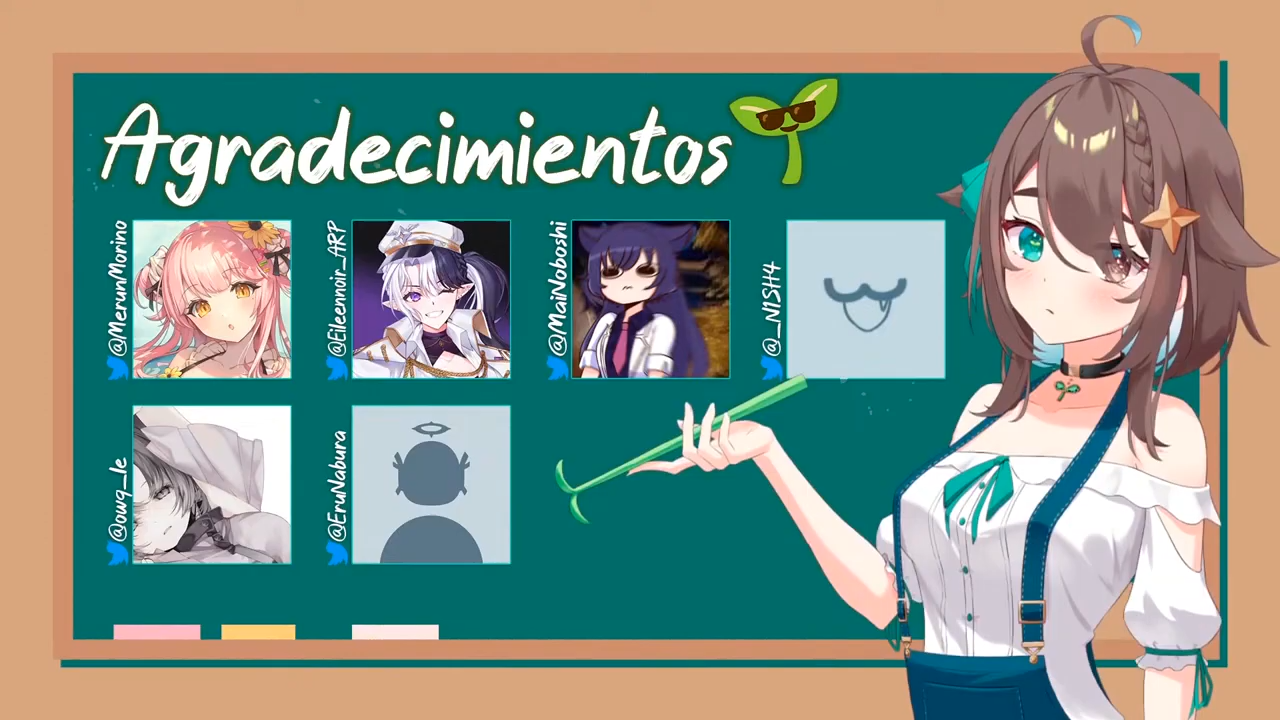 Agradecimientos
@MerunMorino
@Eileennoir_ARP
@MaiNoboshi
@_N1SH4
@owq_le
@EruNabura